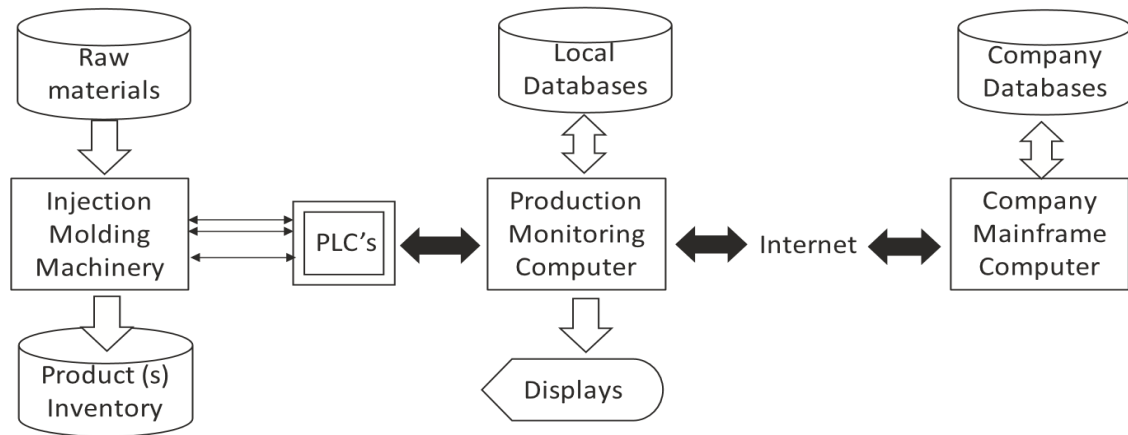 Raw
materials
Local
Databases
Company
Databases
Injection
Molding
Machinery
PLC's
Production
Monitoring
Computer
Internet
Company
Mainframe
Computer
Product (s)
Inventory
Displays